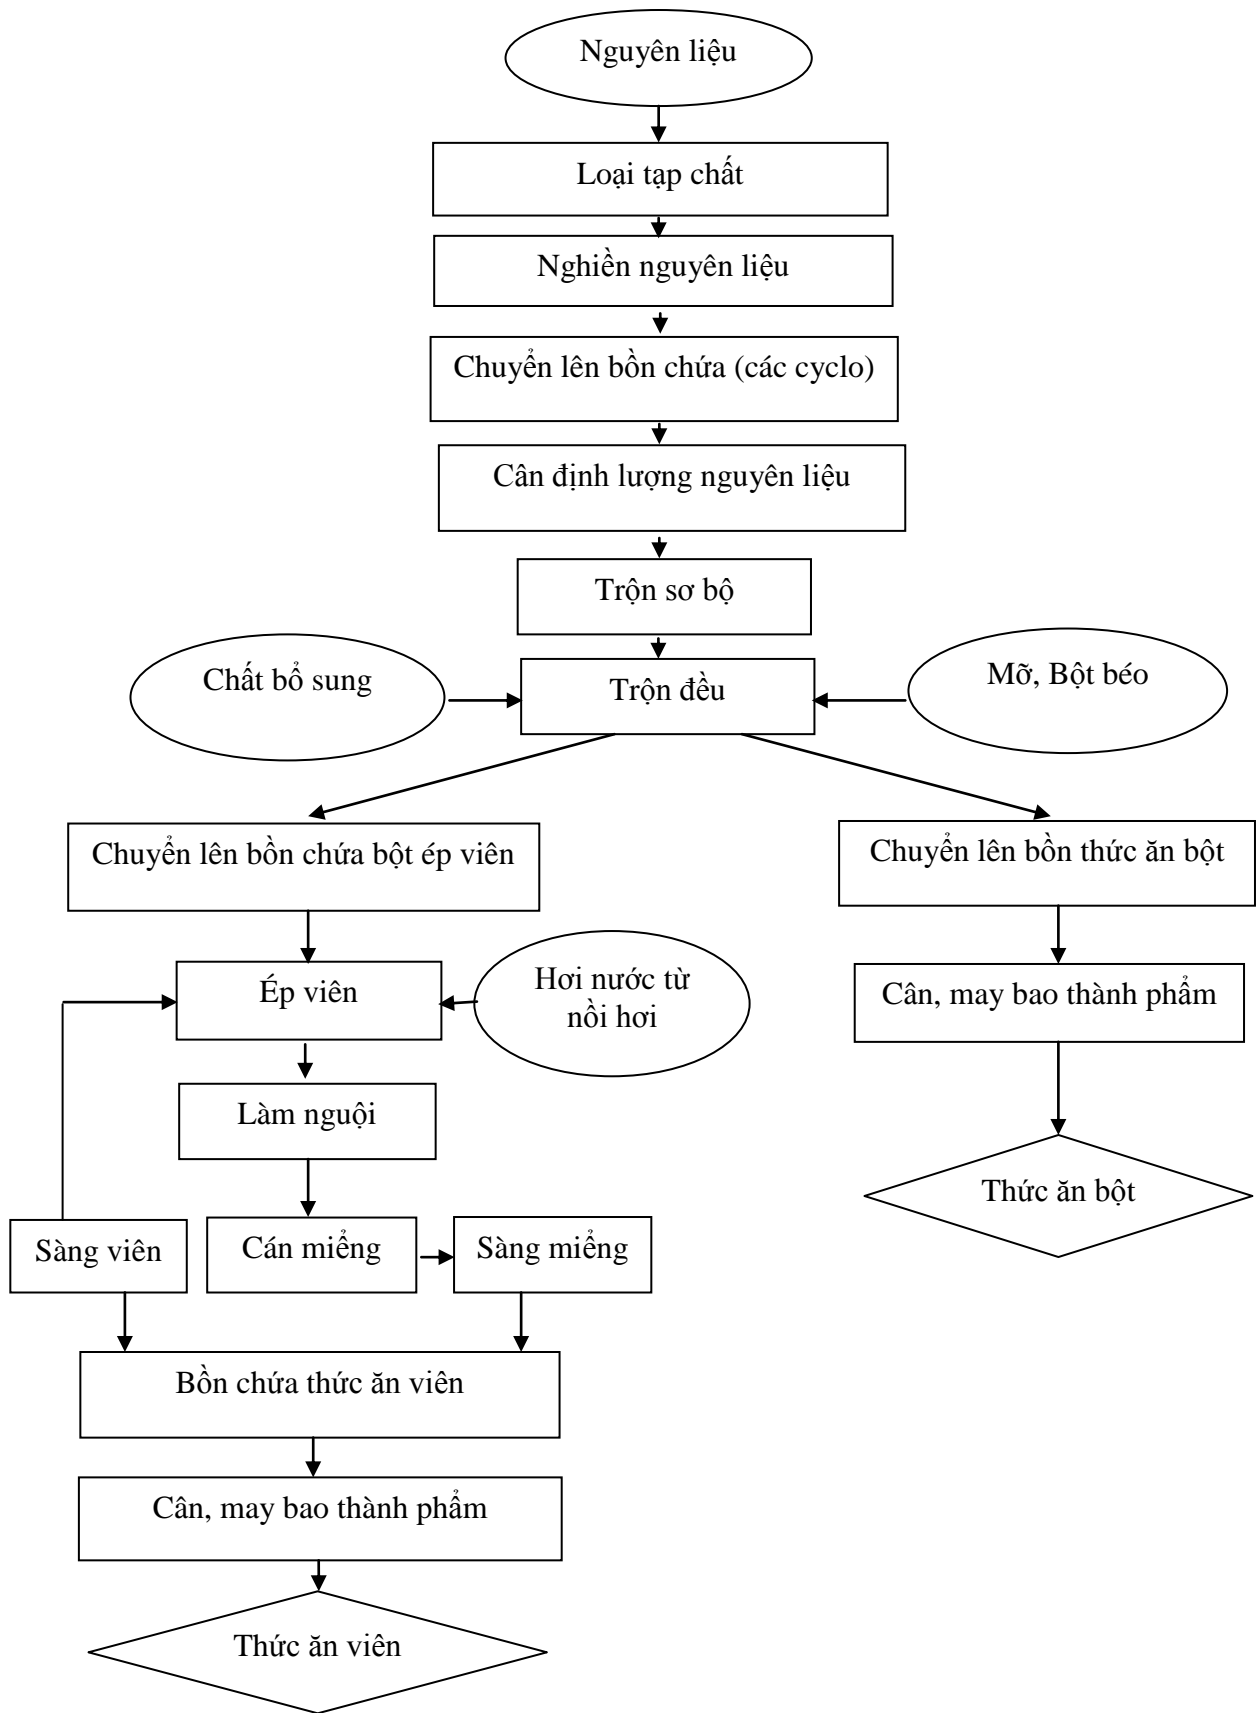 Nguyên liệu
Loại tạp chất
Nghiền nguyên liệu
Chuyển lên bồn chứa (các cyclo)
Cân định lượng nguyên liệu
Trộn sơ bộ
Chất bổ sung
Trộn đều
Mỡ, Bột béo
Chuyển lên bồn chứa bột ép viên
Chuyển lên bồn thức ăn bột
Ép viên
Hơi nước từ
nồi hơi
Cân, may bao thành phẩm
Làm nguội
Thức ăn bột
Sàng viên
Cán miểng
Sàng miểng
Bồn chứa thức ăn viên
Cân, may bao thành phẩm
Thức ăn viên